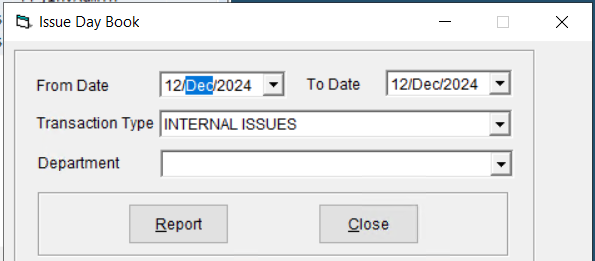 Issue Day Book
From Date 12/Dec/2024 To Date 12/Dec/2024
Transaction Type INTERNAL ISSUES
Department
Report Close